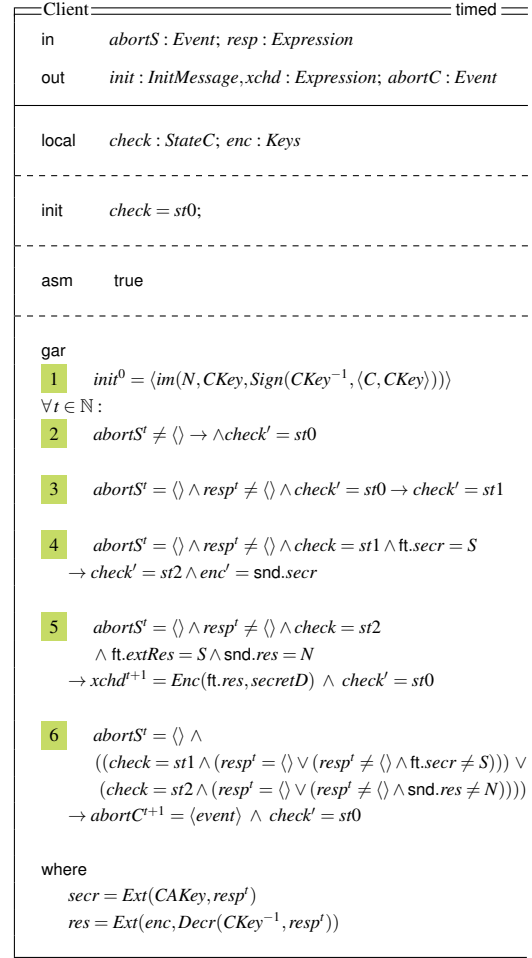 Client timed
in abortS : Event; resp : Expression
out init : InitMessage,xchd : Expression; abortC : Event
local check : StateC; enc : Keys
init check = st0;
asm true
gar
1 init⁰ = ⟨im(N,CKey,Sign(CKey⁻¹,⟨C,CKey⟩))⟩
∀t ∈ ℕ :
2 abortSᵗ ≠ ⟨⟩ → ∧check′ = st0
3 abortSᵗ = ⟨⟩ ∧ respᵗ ≠ ⟨⟩ ∧ check′ = st0 → check′ = st1
4 abortSᵗ = ⟨⟩ ∧ respᵗ ≠ ⟨⟩ ∧ check = st1 ∧ ft.secr = S
→ check′ = st2 ∧ enc′ = snd.secr
5 abortSᵗ = ⟨⟩ ∧ respᵗ ≠ ⟨⟩ ∧ check = st2
∧ ft.extRes = S ∧ snd.res = N
→ xchdᵗ⁺¹ = Enc(ft.res,secretD) ∧ check′ = st0
6 abortSᵗ = ⟨⟩ ∧
((check = st1 ∧ (respᵗ = ⟨⟩ ∨ (respᵗ ≠ ⟨⟩ ∧ ft.secr ≠ S))) ∨
(check = st2 ∧ (respᵗ = ⟨⟩ ∨ (respᵗ ≠ ⟨⟩ ∧ snd.res ≠ N))))
→ abortCᵗ⁺¹ = ⟨event⟩ ∧ check′ = st0
where
secr = Ext(CAKey,respᵗ)
res = Ext(enc,Decr(CKey⁻¹,respᵗ))